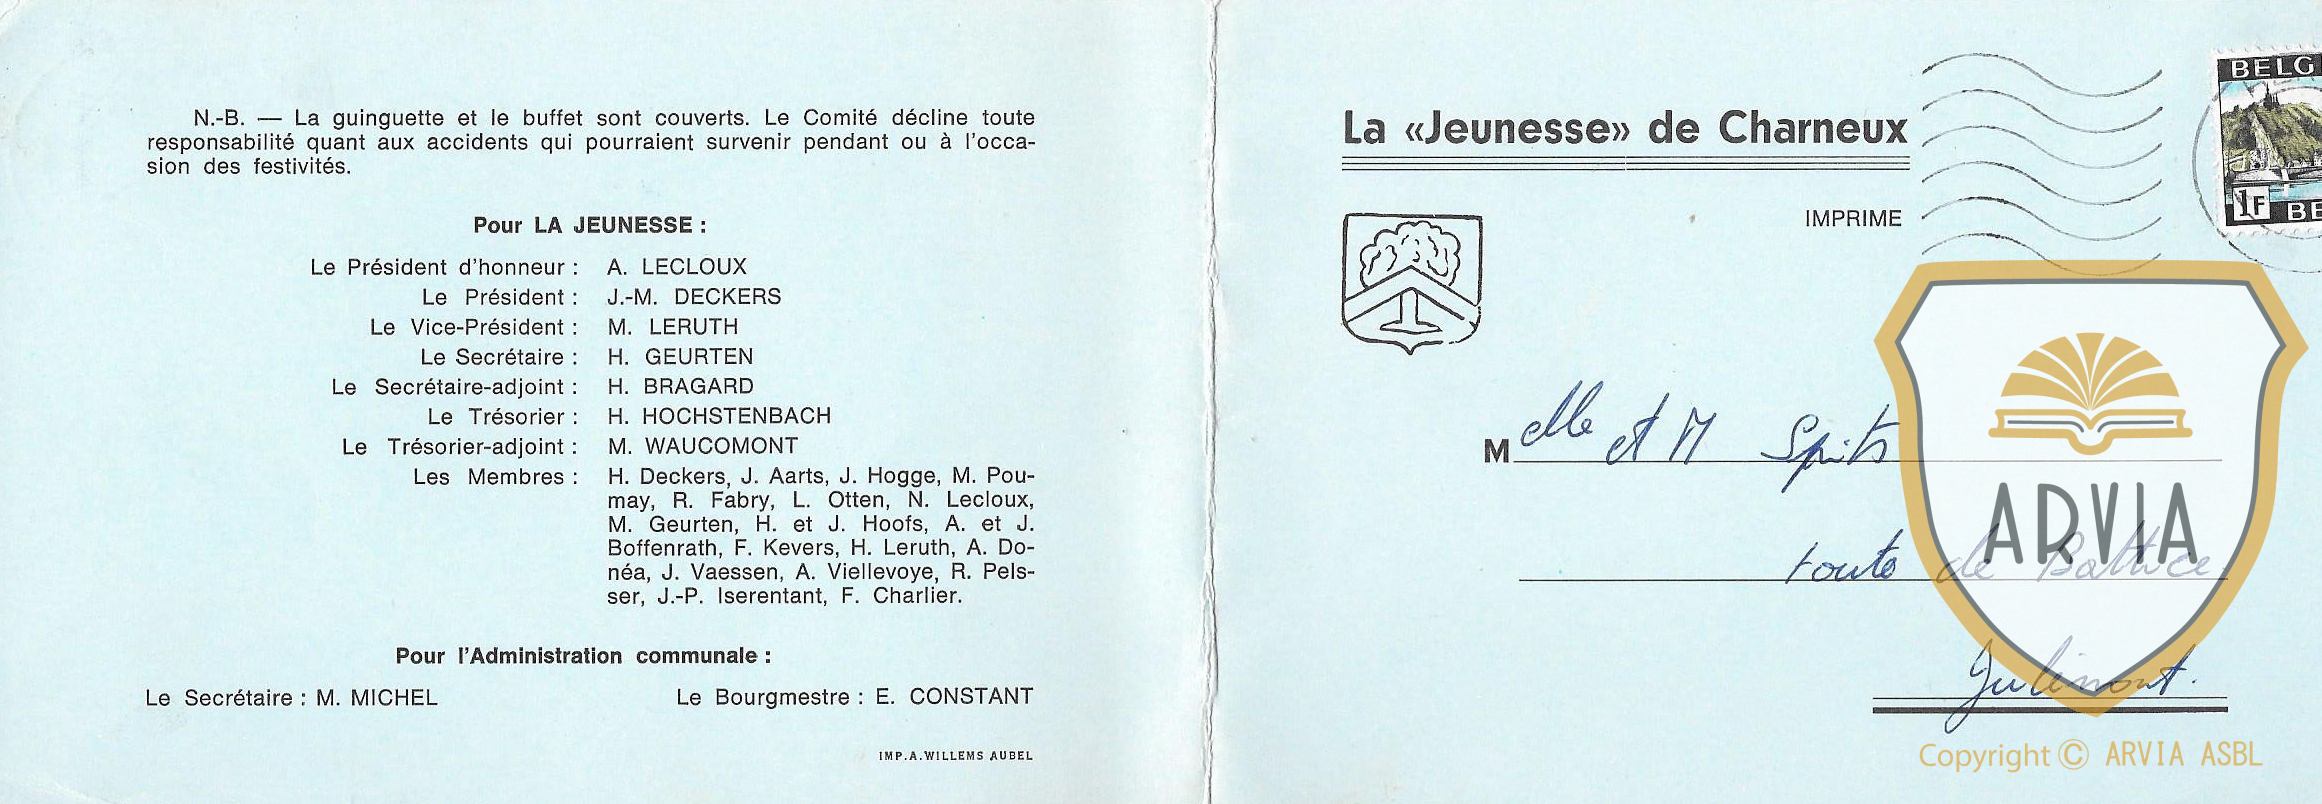 N.-B. — La guinguette et le buffet sont couverts. Le Comité décline toute
responsabilité quant aux accidents qui pourraient survenir pendant ou à l'occa-
sion des festivités.
Pour LA JEUNESSE :
Le Président d'honneur : A. LECLOUX
Le Président : J.-M. DECKERS
Le Vice-Président : M. LERUTH
Le Secrétaire : H. GEURTEN
Le Secrétaire-adjoint : H. BRAGARD
Le Trésorier : H. HOCHSTENBACH
Le Trésorier-adjoint : M. WAUCOMONT
Les Membres : H. Deckers, J. Aarts, J. Hogge, M. Pou-
may, R. Fabry, L. Otten, N. Lecloux,
M. Geurten, H. et J. Hoofs, A. et J.
Boffenrath, F. Kevers, H. Leruth, A. Do-
néa, J. Vaessen, A. Viellevoye, R. Pels-
ser, J.-P. Iserentant, F. Charlier.
Pour l'Administration communale :
Le Secrétaire : M. MICHEL Le Bourgmestre : E. CONSTANT
IMP.A.WILLEMS AUBEL
BELG
La «Jeunesse» de Charneux
1F BE
IMPRIME
Melle et M Spits
route de Battice
Julémont.
ARVIA
Copyright © ARVIA ASBL